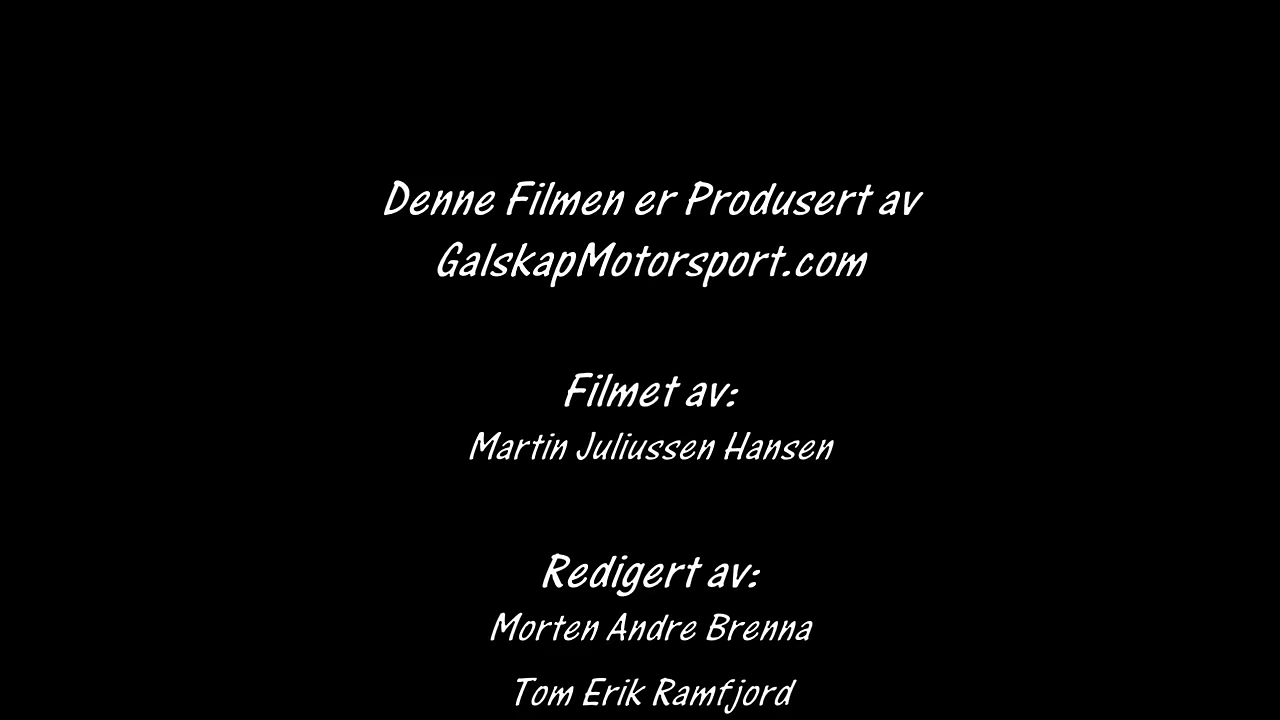 Denne Filmen er Produsert av
GalskapMotorsport.com
Filmet av:
Martin Juliussen Hansen
Redigert av:
Morten Andre Brenna
Tom Erik Ramfjord